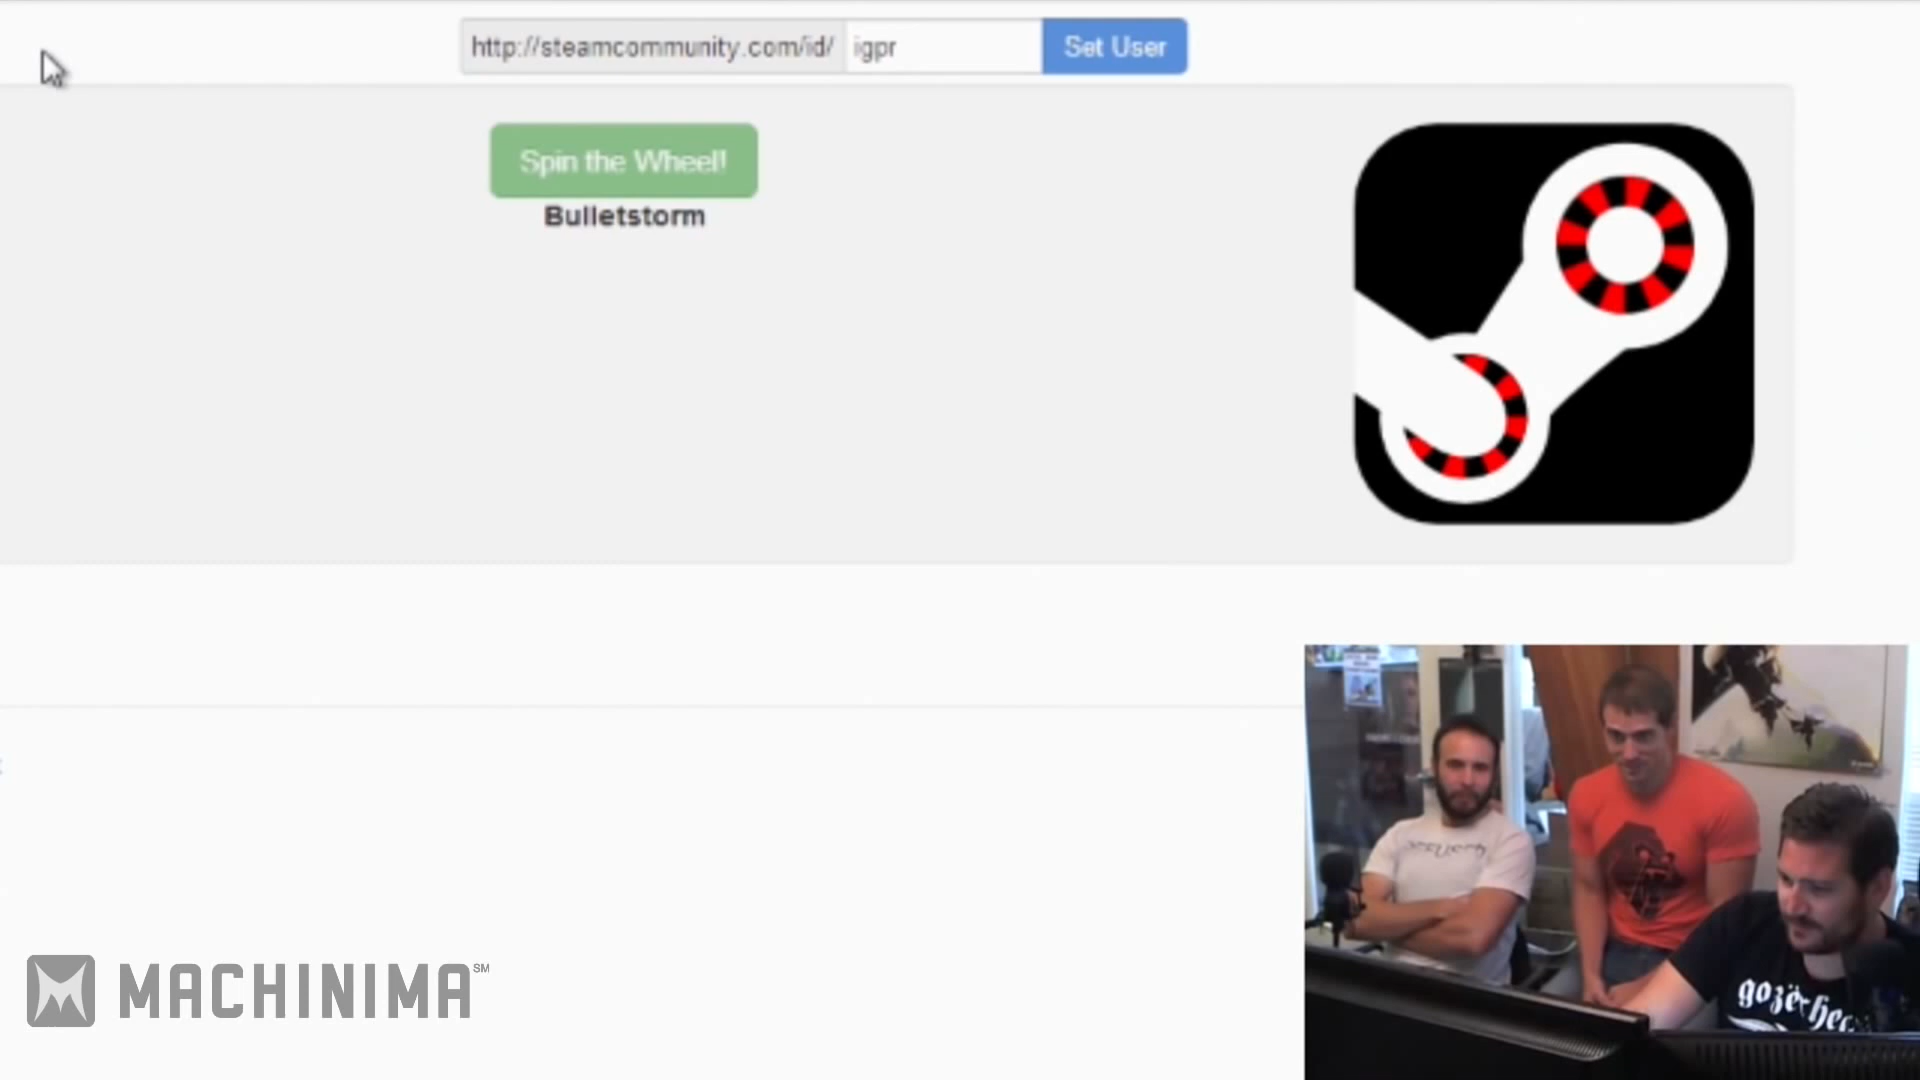 http://steamcommunity.com/id/ igpr Set User
Spin the Wheel!
Bulletstorm
MACHINIMA SM